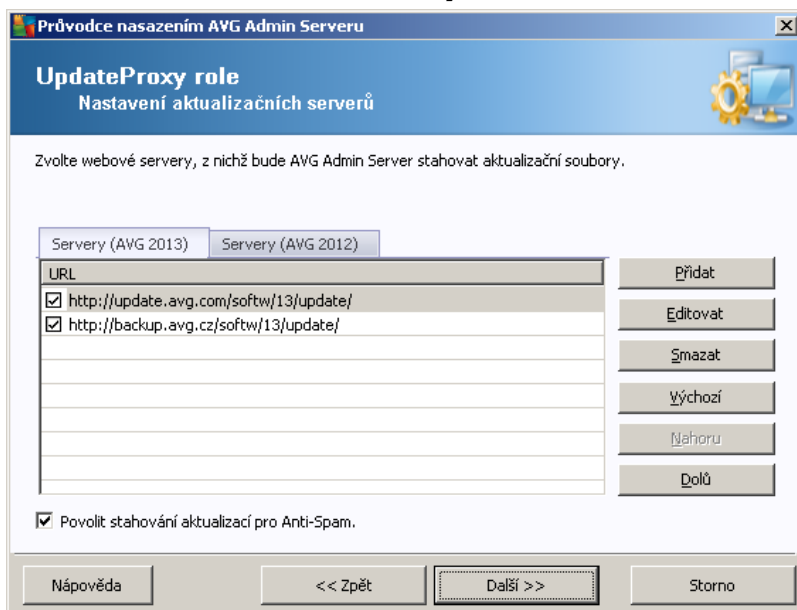 Průvodce nasazením AVG Admin Serveru
UpdateProxy role
Nastavení aktualizačních serverů
Zvolte webové servery, z nichž bude AVG Admin Server stahovat aktualizační soubory.
Servery (AVG 2013) Servery (AVG 2012)
URL
http://update.avg.com/softw/13/update/
http://backup.avg.cz/softw/13/update/
Přidat
Editovat
Smazat
Výchozí
Nahoru
Dolů
Povolit stahování aktualizací pro Anti-Spam.
Nápověda << Zpět Další >> Storno